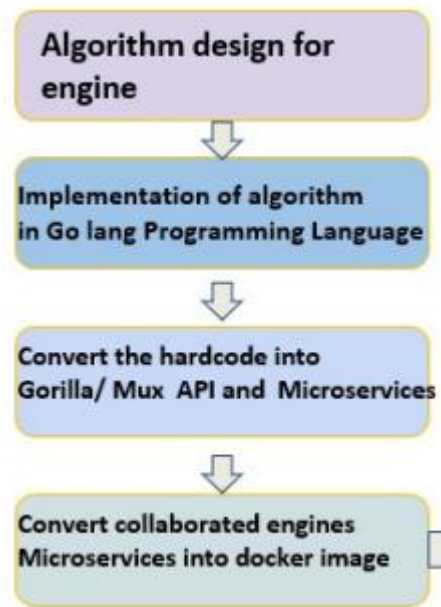 Algorithm design for
engine
Implementation of algorithm
in Go lang Programming Language
Convert the hardcode into
Gorilla/ Mux API and Microservices
Convert collaborated engines
Microservices into docker image